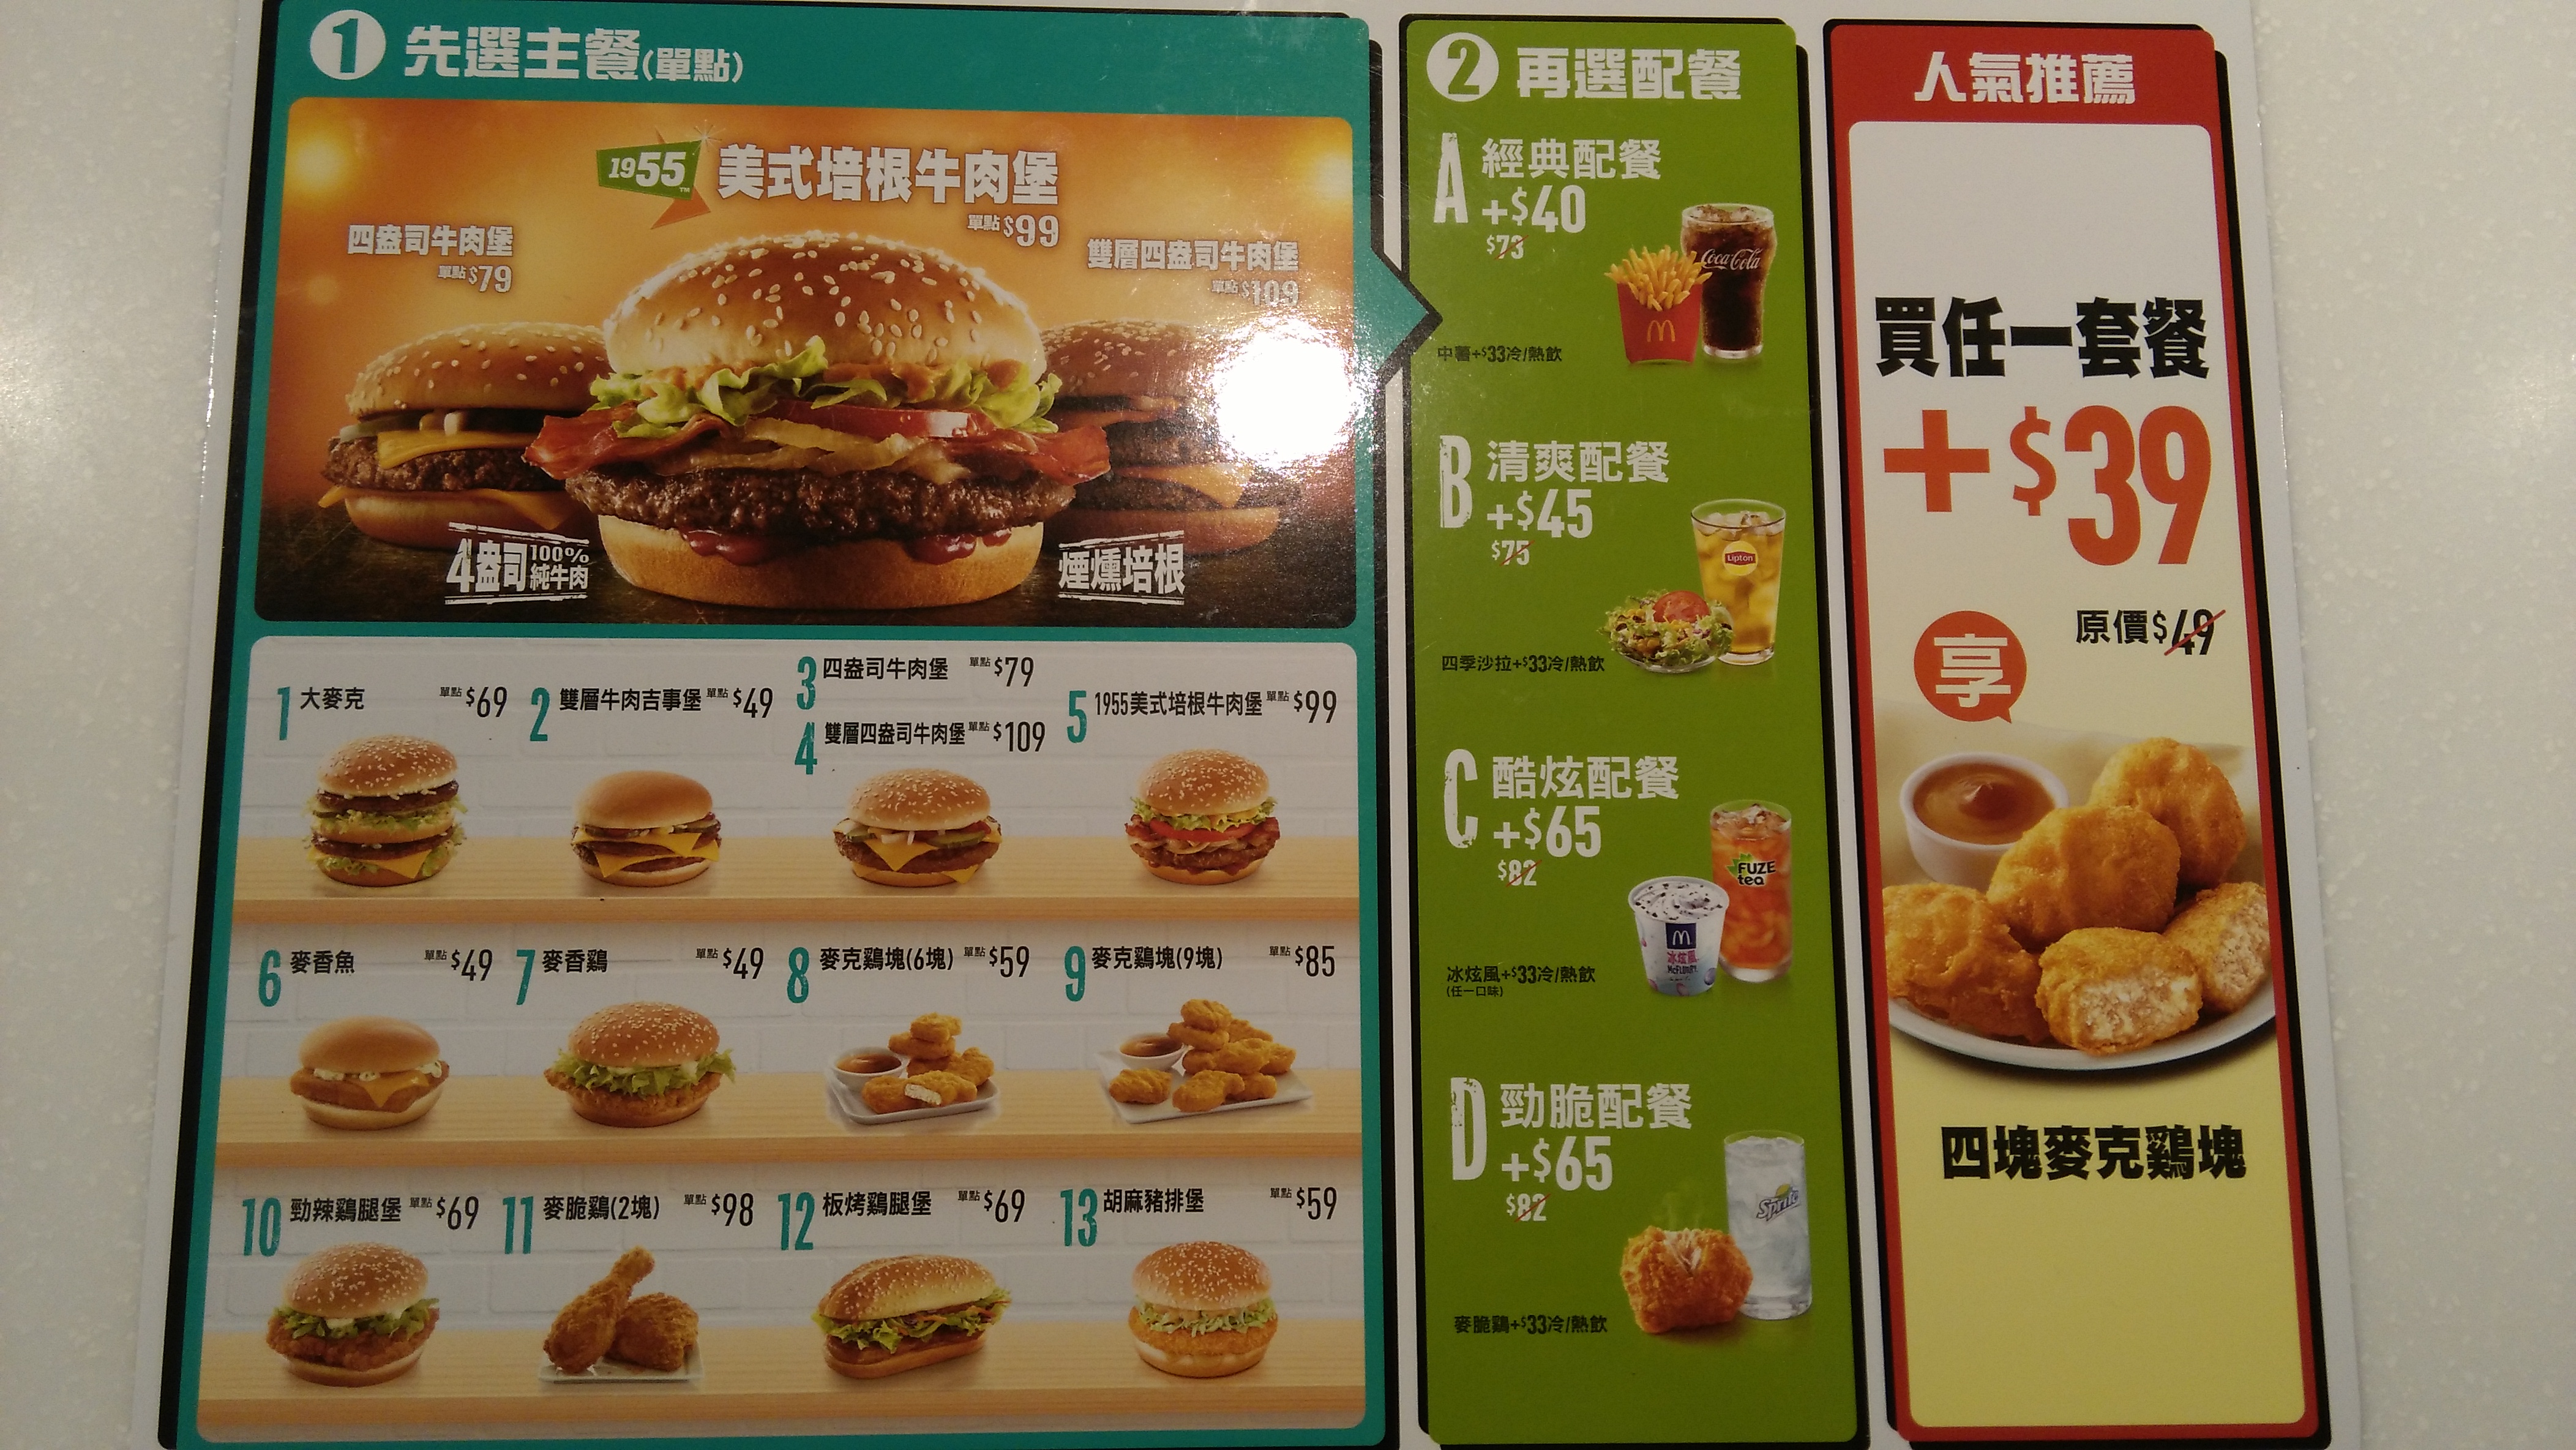 1 先選主餐(單點)
1955™ 美式培根牛肉堡
單點 $99
四盎司牛肉堡
單點 $79
雙層四盎司牛肉堡
單點 $109
4盎司 100% 純牛肉
煙燻培根
1 大麥克 單點 $69
2 雙層牛肉吉事堡 單點 $49
3 四盎司牛肉堡 單點 $79
4 雙層四盎司牛肉堡 單點 $109
5 1955美式培根牛肉堡 單點 $99
6 麥香魚 單點 $49
7 麥香鷄 單點 $49
8 麥克鷄塊(6塊) 單點 $59
9 麥克鷄塊(9塊) 單點 $85
10 勁辣鷄腿堡 單點 $69
11 麥脆鷄(2塊) 單點 $98
12 板烤鷄腿堡 單點 $69
13 胡麻豬排堡 單點 $59
2 再選配餐
A 經典配餐
+$40
$73
Coca-Cola
中薯+$33冷/熱飲
B 清爽配餐
+$45
$75
Lipton
四季沙拉+$33冷/熱飲
C 酷炫配餐
+$65
$82
FUZE
tea
冰炫風
McFlurry
冰炫風+$33冷/熱飲
(任一口味)
D 勁脆配餐
+$65
$82
Sprite
麥脆鷄+$33冷/熱飲
人氣推薦
買任一套餐
+$39
原價$49
享
四塊麥克鷄塊